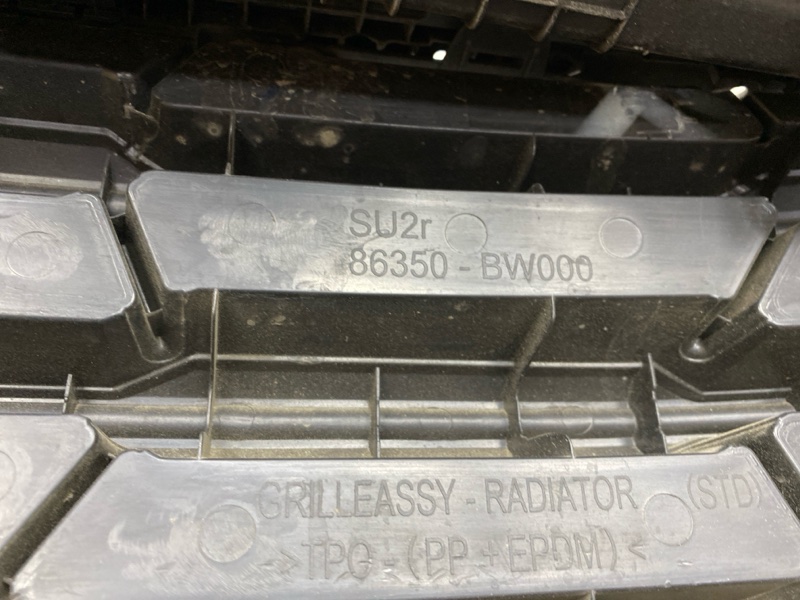 SU2r
86350 - BW000
GRILLEASSY - RADIATOR (STD)
>TPO - (PP + EPDM) <